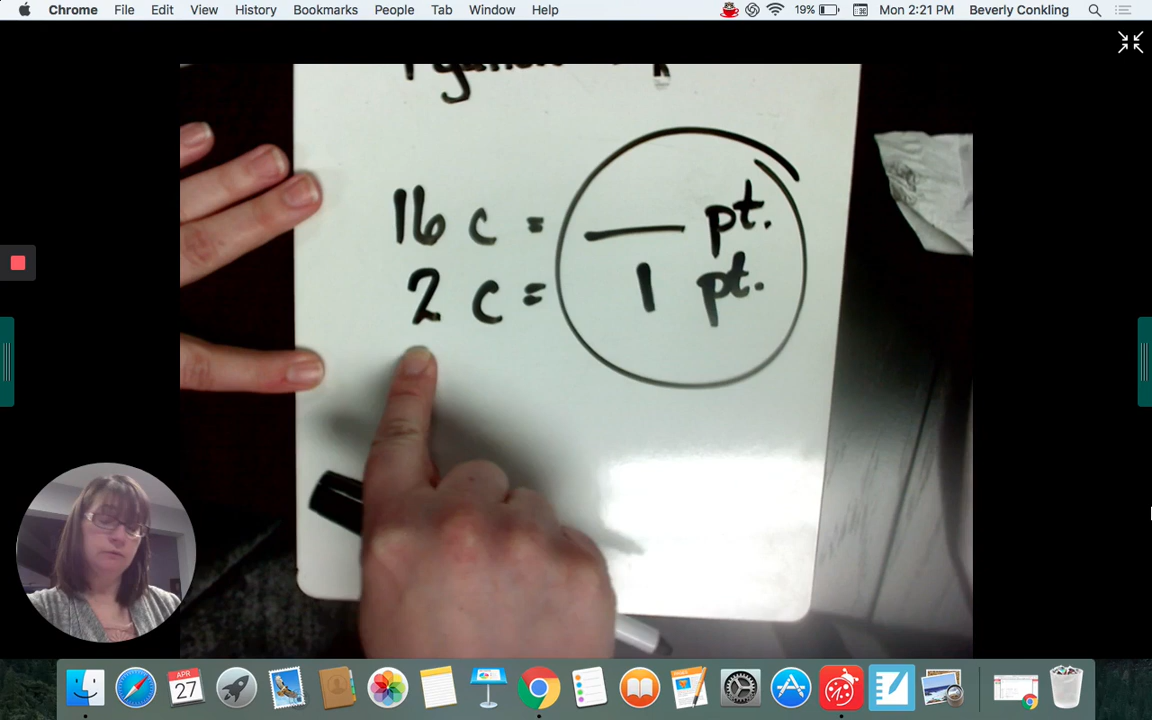 Chrome File Edit View History Bookmarks People Tab Window Help 19% Mon 2:21 PM Beverly Conkling
16 c = ___ pt.
2 c = 1 pt.
APR
27